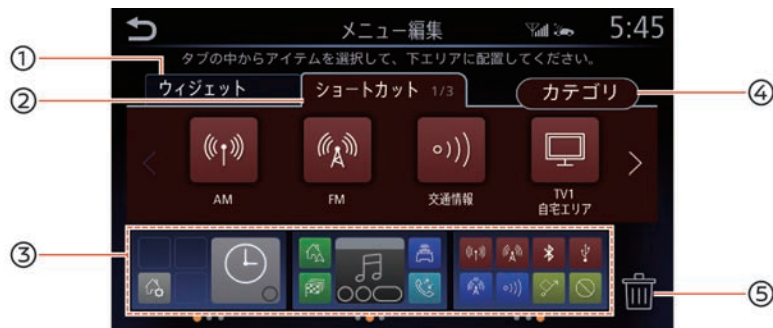 メニュー編集 5:45
タブの中からアイテムを選択して、下エリアに配置してください。
① ウィジェット
② ショートカット 1/3
カテゴリ ④
AM
FM
交通情報
TV1
自宅エリア
③
⑤